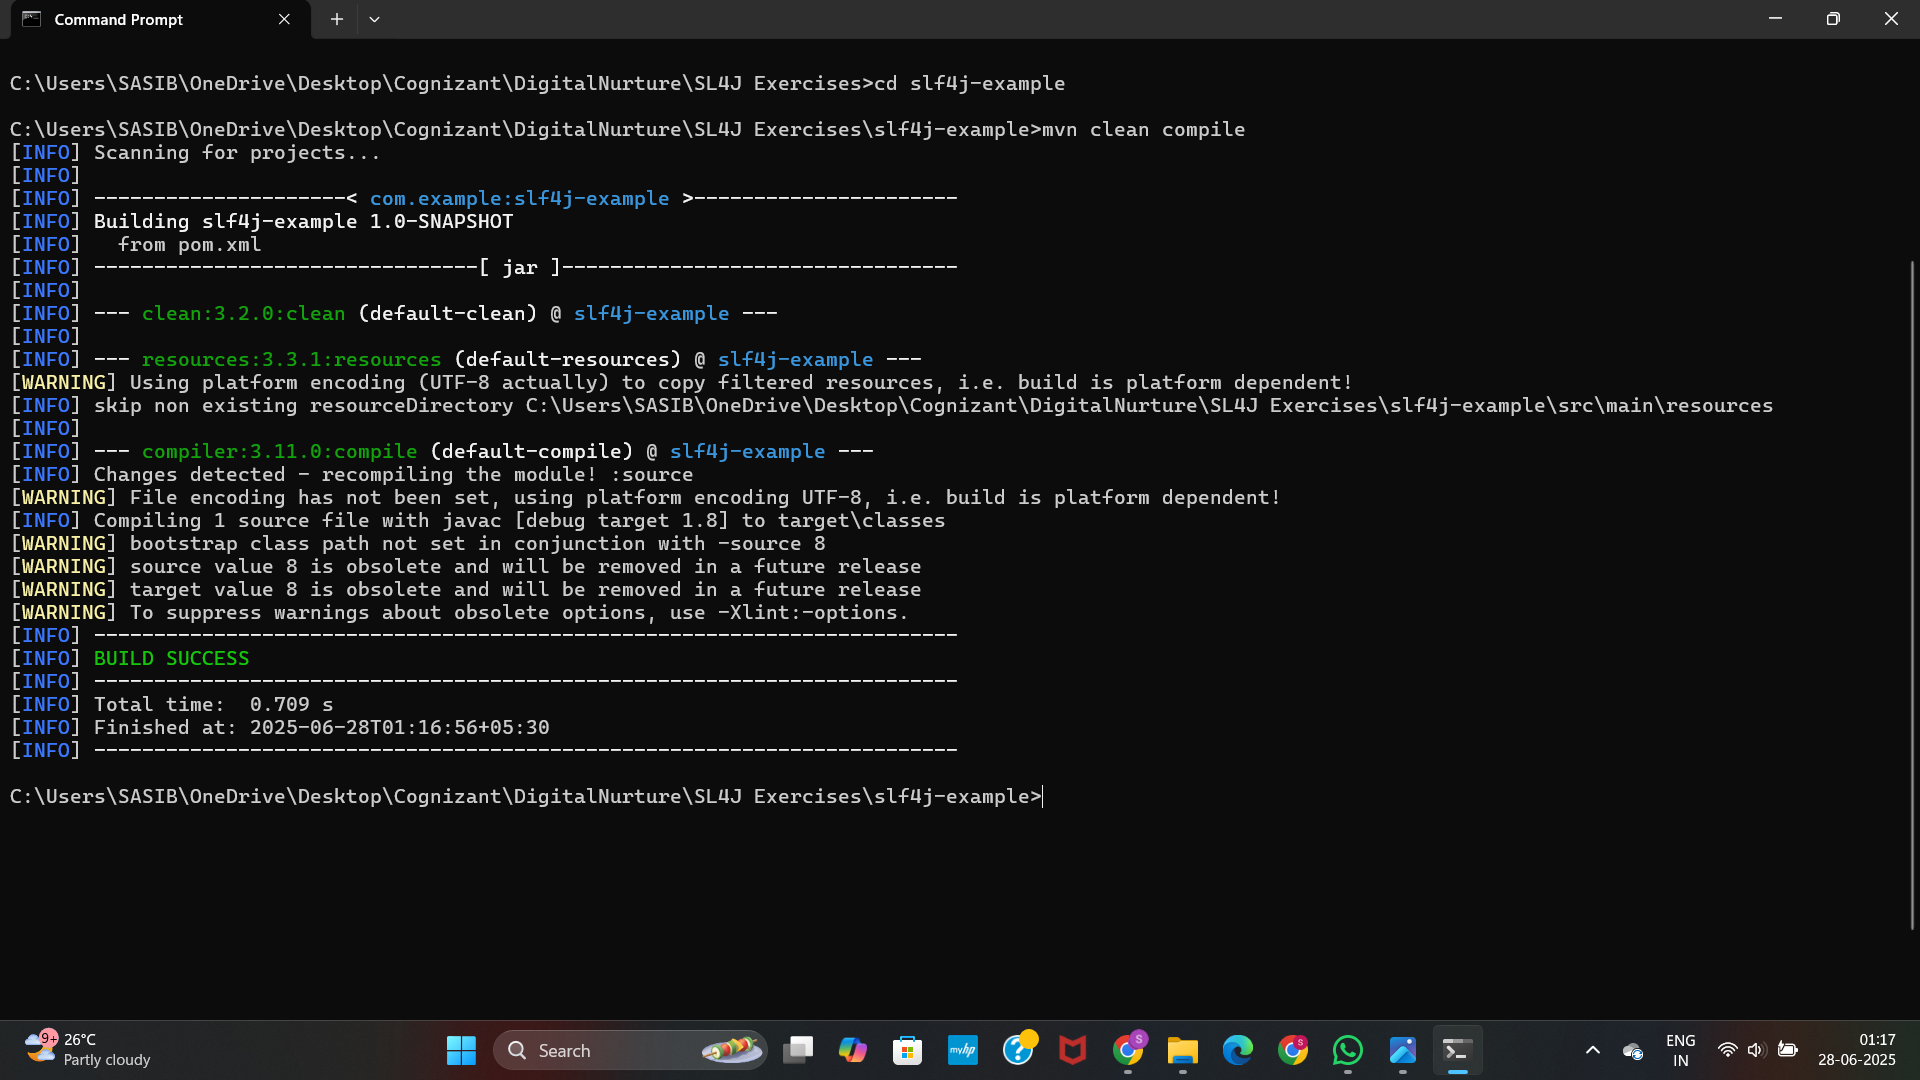 Command Prompt
C:\Users\SASIB\OneDrive\Desktop\Cognizant\DigitalNurture\SL4J Exercises>cd slf4j-example
C:\Users\SASIB\OneDrive\Desktop\Cognizant\DigitalNurture\SL4J Exercises\slf4j-example>mvn clean compile
[INFO] Scanning for projects...
[INFO]
[INFO] ---------------------< com.example:slf4j-example >----------------------
[INFO] Building slf4j-example 1.0-SNAPSHOT
[INFO]   from pom.xml
[INFO] --------------------------------[ jar ]---------------------------------
[INFO]
[INFO] --- clean:3.2.0:clean (default-clean) @ slf4j-example ---
[INFO]
[INFO] --- resources:3.3.1:resources (default-resources) @ slf4j-example ---
[WARNING] Using platform encoding (UTF-8 actually) to copy filtered resources, i.e. build is platform dependent!
[INFO] skip non existing resourceDirectory C:\Users\SASIB\OneDrive\Desktop\Cognizant\DigitalNurture\SL4J Exercises\slf4j-example\src\main\resources
[INFO]
[INFO] --- compiler:3.11.0:compile (default-compile) @ slf4j-example ---
[INFO] Changes detected - recompiling the module! :source
[WARNING] File encoding has not been set, using platform encoding UTF-8, i.e. build is platform dependent!
[INFO] Compiling 1 source file with javac [debug target 1.8] to target\classes
[WARNING] bootstrap class path not set in conjunction with -source 8
[WARNING] source value 8 is obsolete and will be removed in a future release
[WARNING] target value 8 is obsolete and will be removed in a future release
[WARNING] To suppress warnings about obsolete options, use -Xlint:-options.
[INFO] ------------------------------------------------------------------------
[INFO] BUILD SUCCESS
[INFO] ------------------------------------------------------------------------
[INFO] Total time:  0.709 s
[INFO] Finished at: 2025-06-28T01:16:56+05:30
[INFO] ------------------------------------------------------------------------
C:\Users\SASIB\OneDrive\Desktop\Cognizant\DigitalNurture\SL4J Exercises\slf4j-example>
9+
26°C
Partly cloudy
Search
myhp
S
S
ENG
IN
01:17
28-06-2025